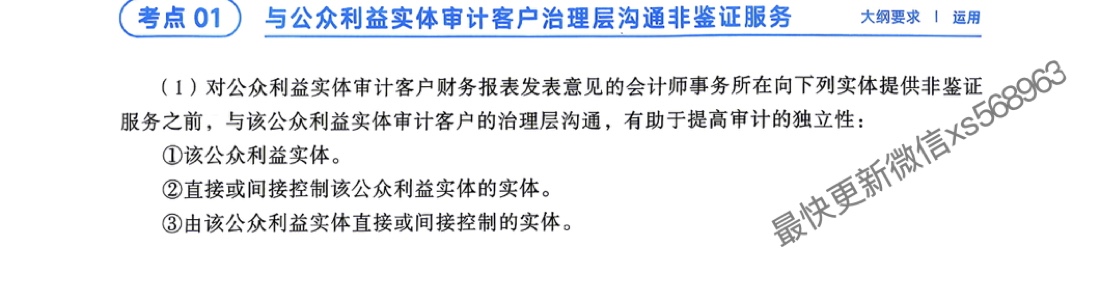 考点 01 与公众利益实体审计客户治理层沟通非鉴证服务 大纲要求 | 运用
（1）对公众利益实体审计客户财务报表发表意见的会计师事务所在向下列实体提供非鉴证
服务之前，与该公众利益实体审计客户的治理层沟通，有助于提高审计的独立性：
①该公众利益实体。
②直接或间接控制该公众利益实体的实体。
③由该公众利益实体直接或间接控制的实体。
最快更新微信xs568963